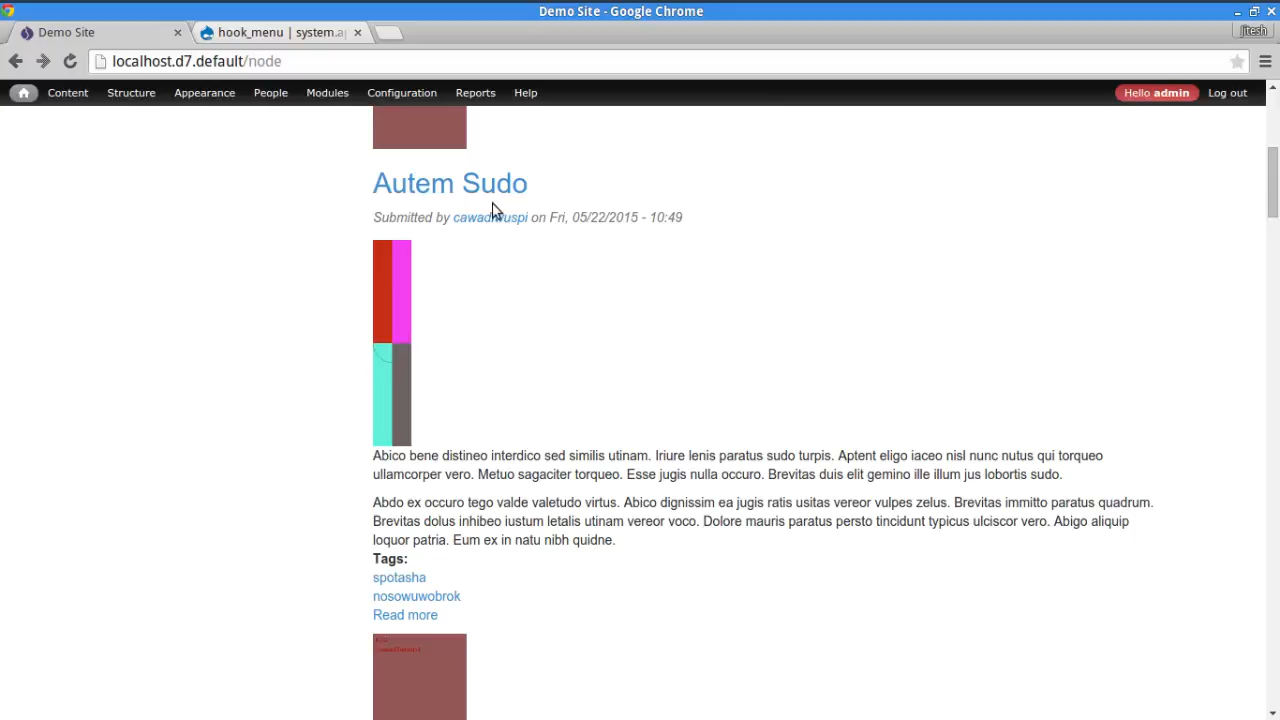 Demo Site - Google Chrome
Demo Site
hook_menu | system.a
jitesh
localhost.d7.default/node
Content Structure Appearance People Modules Configuration Reports Help Hello admin Log out
Autem Sudo
Submitted by on Fri, 05/22/2015 - 10:49
Abico bene distineo interdico sed similis utinam. Iriure lenis paratus sudo turpis. Aptent eligo iaceo nisl nunc nutus qui torqueo
ullamcorper vero. Metuo sagaciter torqueo. Esse jugis nulla occuro. Brevitas duis elit gemino ille illum jus lobortis sudo.
Abdo ex occuro tego valde valetudo virtus. Abico dignissim ea jugis ratis usitas vereor vulpes zelus. Brevitas immitto paratus quadrum.
Brevitas dolus inhibeo iustum letalis utinam vereor voco. Dolore mauris paratus persto tincidunt typicus ulciscor vero. Abigo aliquip
loquor patria. Eum ex in natu nibh quidne.
Tags:
spotasha
nosowuwobrok
Read more